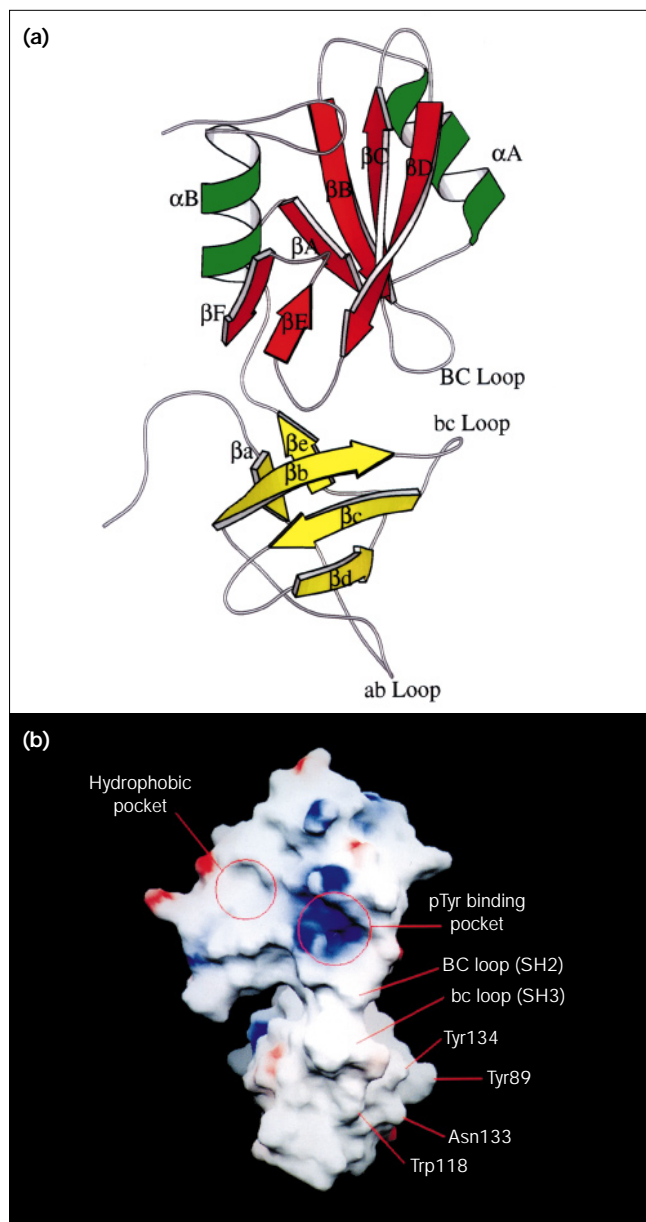 (a)
αB
βB
βC
βD
αA
βA
βF
βE
BC Loop
bc Loop
βa
βe
βb
βc
βd
ab Loop
(b)
Hydrophobic
pocket
pTyr binding
pocket
BC loop (SH2)
bc loop (SH3)
Tyr134
Tyr89
Asn133
Trp118